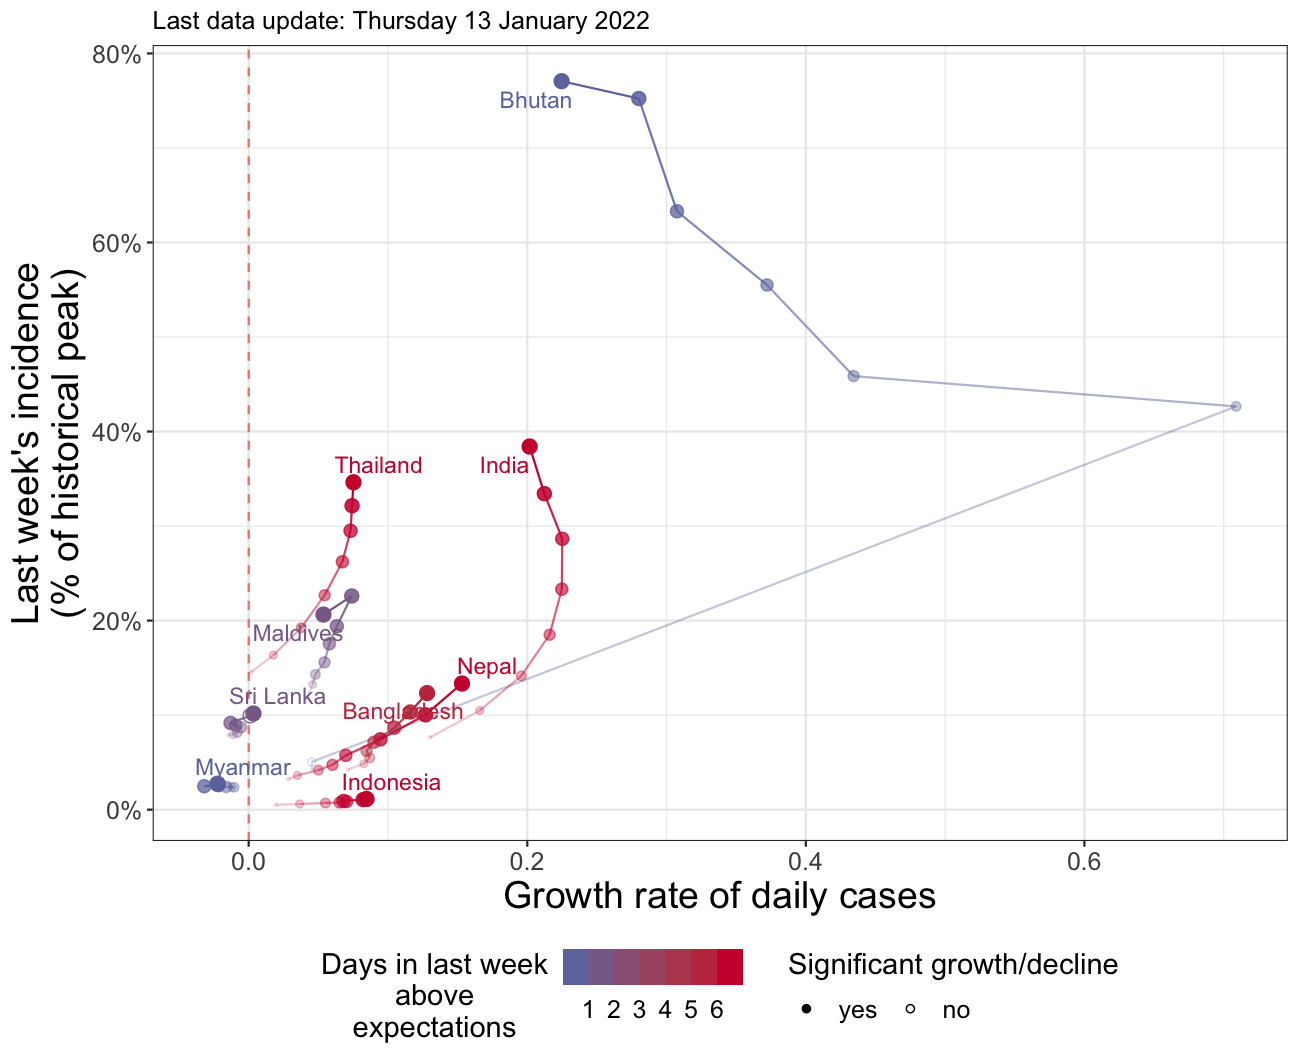 Last data update: Thursday 13 January 2022
80%
60%
40%
20%
0%
Last week's incidence
(% of historical peak)
Bhutan
Thailand
India
Maldives
Nepal
Sri Lanka
Bangladesh
Myanmar
Indonesia
0.0 0.2 0.4 0.6
Growth rate of daily cases
Days in last week
above
expectations
1 2 3 4 5 6
Significant growth/decline
yes no